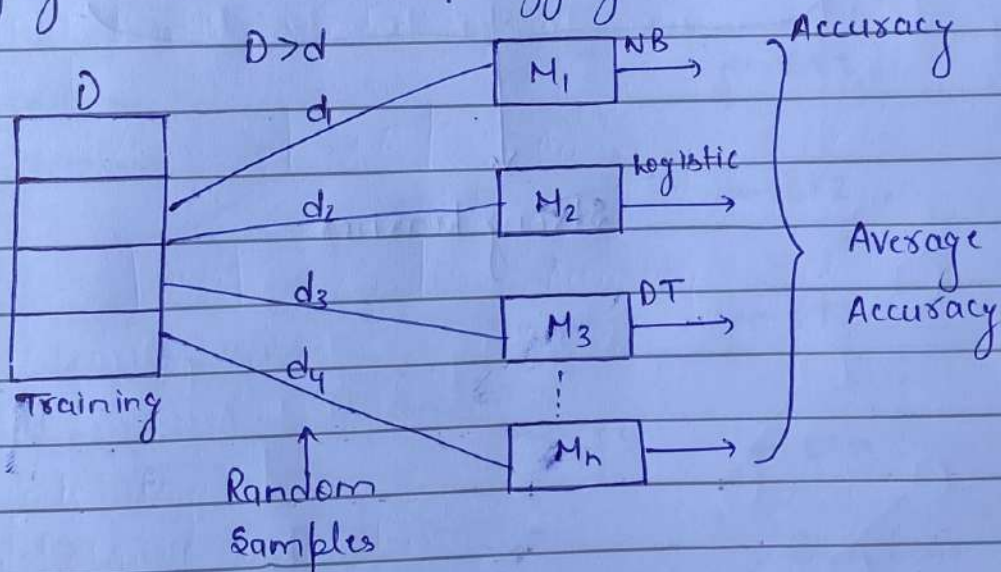 D>d
D
d1
d2
d3
d4
Training
Random
Samples
M1
NB
M2
Logistic
M3
DT
Mn
Accuracy
Average
Accuracy